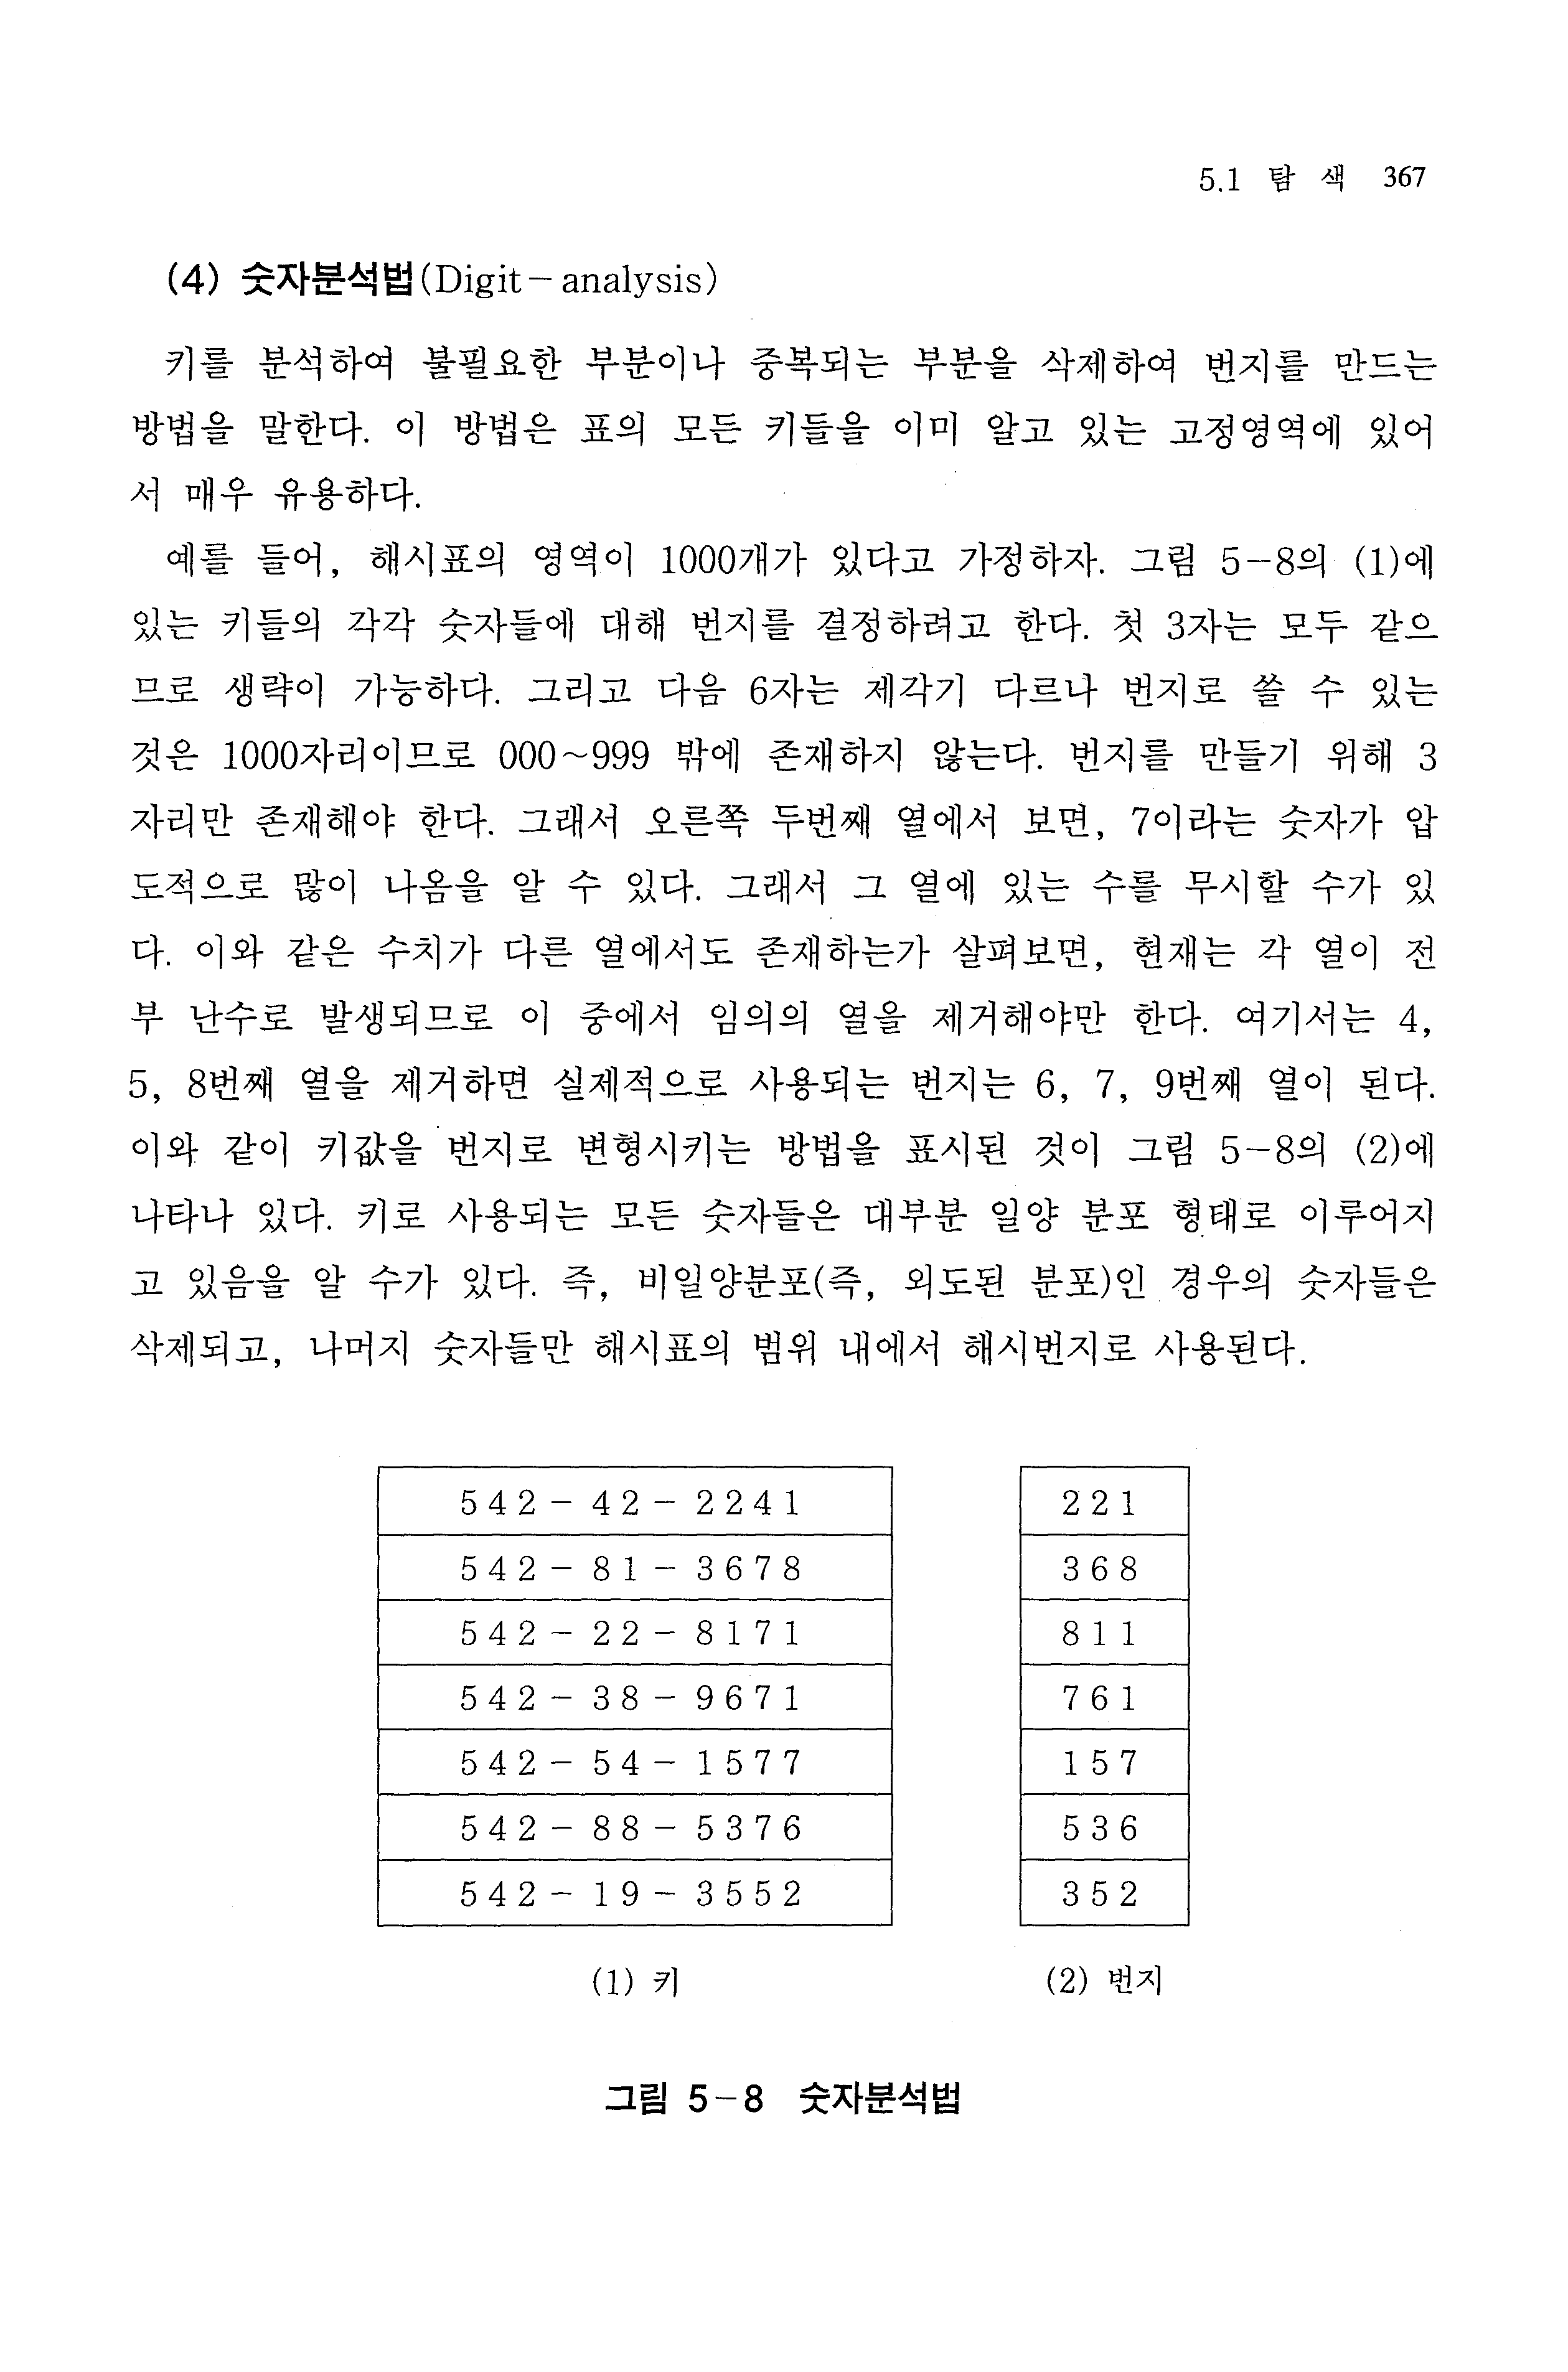 5.1 탐 색 367
(4) 숫자분석법(Digit－analysis)
키를 분석하여 불필요한 부분이나 중복되는 부분을 삭제하여 번지를 만드는
방법을 말한다. 이 방법은 표의 모든 키들을 이미 알고 있는 고정영역에 있어
서 매우 유용하다.
예를 들어, 해시표의 영역이 1000개가 있다고 가정하자. 그림 5－8의 (1)에
있는 키들의 각각 숫자들에 대해 번지를 결정하려고 한다. 첫 3자는 모두 같으
므로 생략이 가능하다. 그리고 다음 6자는 제각기 다르나 번지로 쓸 수 있는
것은 1000자리이므로 000~999 밖에 존재하지 않는다. 번지를 만들기 위해 3
자리만 존재해야 한다. 그래서 오른쪽 두번째 열에서 보면, 7이라는 숫자가 압
도적으로 많이 나옴을 알 수 있다. 그래서 그 열에 있는 수를 무시할 수가 있
다. 이와 같은 수치가 다른 열에서도 존재하는가 살펴보면, 현재는 각 열이 전
부 난수로 발생되므로 이 중에서 임의의 열을 제거해야만 한다. 여기서는 4,
5, 8번째 열을 제거하면 실제적으로 사용되는 번지는 6, 7, 9번째 열이 된다.
이와 같이 키값을 번지로 변형시키는 방법을 표시된 것이 그림 5－8의 (2)에
나타나 있다. 키로 사용되는 모든 숫자들은 대부분 일양 분포 형태로 이루어지
고 있음을 알 수가 있다. 즉, 비일양분포(즉, 외도된 분포)인 경우의 숫자들은
삭제되고, 나머지 숫자들만 해시표의 범위 내에서 해시번지로 사용된다.
542－42－2241 221
542－81－3678 368
542－22－8171 811
542－38－9671 761
542－54－1577 157
542－88－5376 536
542－19－3552 352
(1) 키 (2) 번지
그림 5－8 숫자분석법